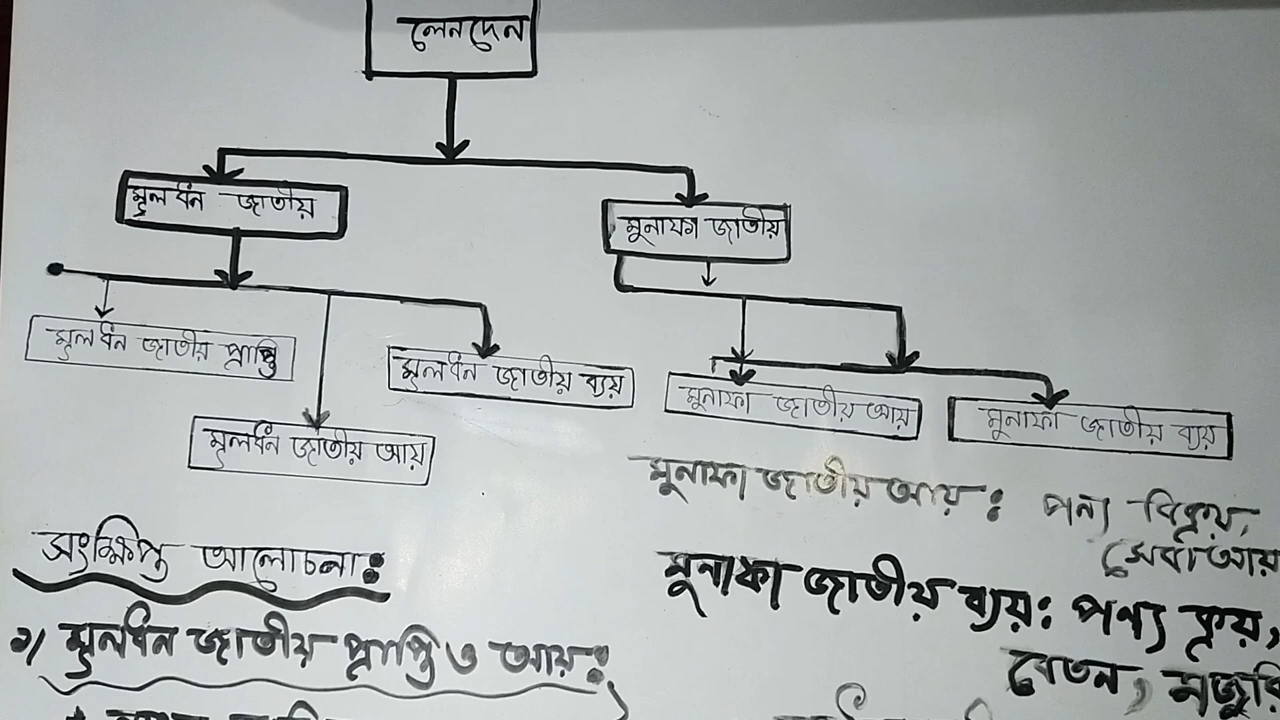 লেনদেন
মূলধন জাতীয়
মুনাফা জাতীয়
মূলধন জাতীয় প্রাপ্তি
মূলধন জাতীয় আয়
মূলধন জাতীয় ব্যয়
মুনাফা জাতীয় আয়
মুনাফা জাতীয় ব্যয়
মুনাফা জাতীয় আয় : পন্য বিক্রয়,
সেবা আয়
মুনাফা জাতীয় ব্যয় : পন্য ক্রয়,
বেতন, মজুরি
সংক্ষিপ্ত আলোচনা :
১/ মূলধন জাতীয় প্রাপ্তি ও আয় :